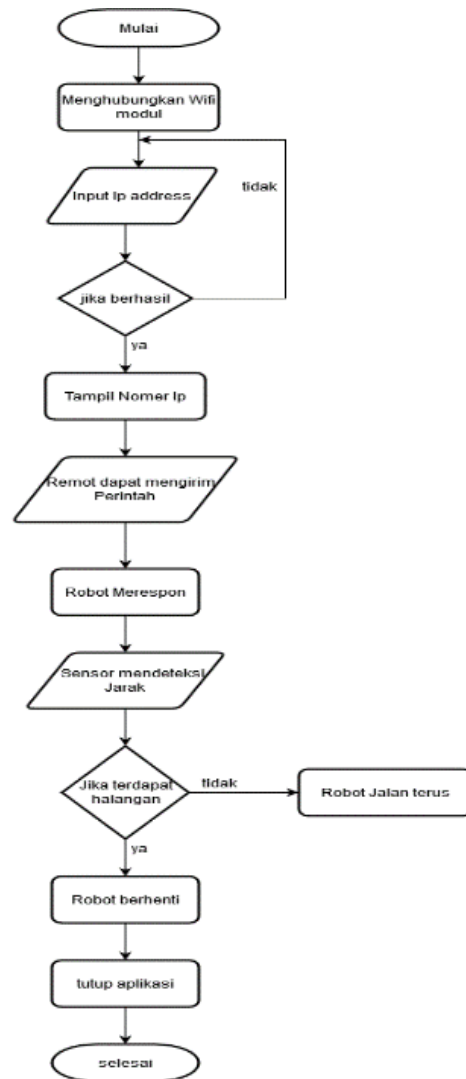 Mulai
Menghubungkan Wifi
modul
Input Ip address
tidak
jika berhasil
ya
Tampil Nomer Ip
Remot dapat mengirim
Perintah
Robot Merespon
Sensor mendeteksi
Jarak
Jika terdapat
halangan
tidak
Robot Jalan terus
ya
Robot berhenti
tutup aplikasi
selesai